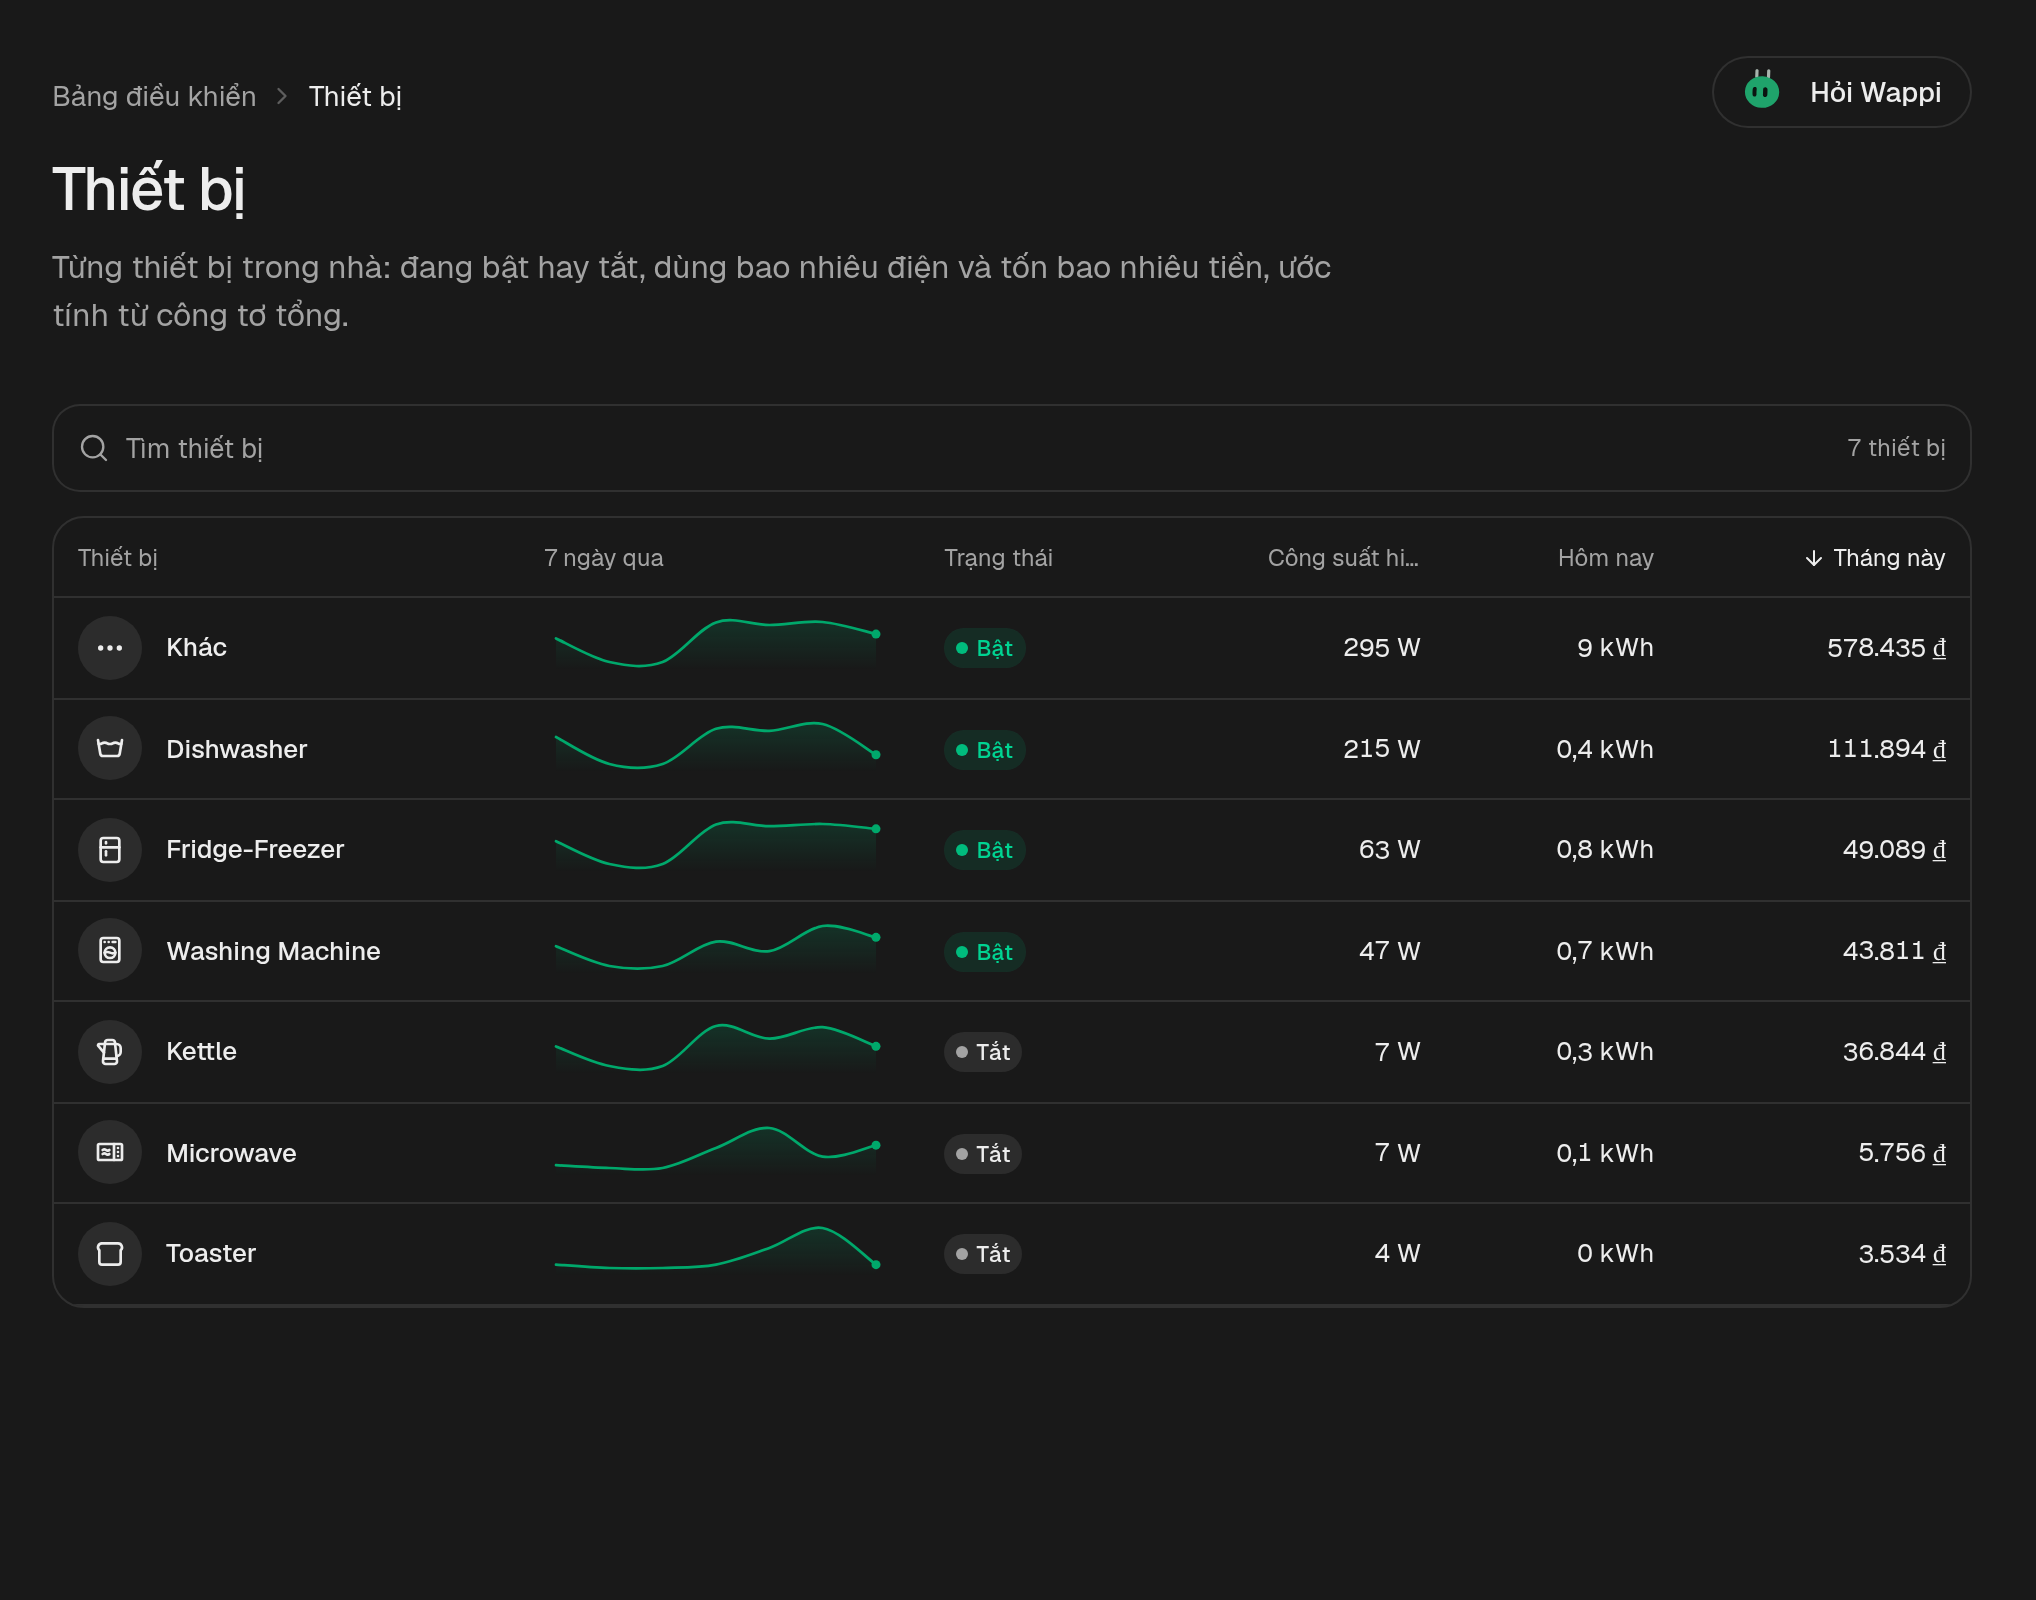 Bảng điều khiển > Thiết bị
Hỏi Wappi
Thiết bị
Từng thiết bị trong nhà: đang bật hay tắt, dùng bao nhiêu điện và tốn bao nhiêu tiền, ước
tính từ công tơ tổng.
Tìm thiết bị 7 thiết bị
Thiết bị 7 ngày qua Trạng thái Công suất hi... Hôm nay ↓ Tháng này
Khác Bật 295 W 9 kWh 578.435 ₫
Dishwasher Bật 215 W 0,4 kWh 111.894 ₫
Fridge-Freezer Bật 63 W 0,8 kWh 49.089 ₫
Washing Machine Bật 47 W 0,7 kWh 43.811 ₫
Kettle Tắt 7 W 0,3 kWh 36.844 ₫
Microwave Tắt 7 W 0,1 kWh 5.756 ₫
Toaster Tắt 4 W 0 kWh 3.534 ₫